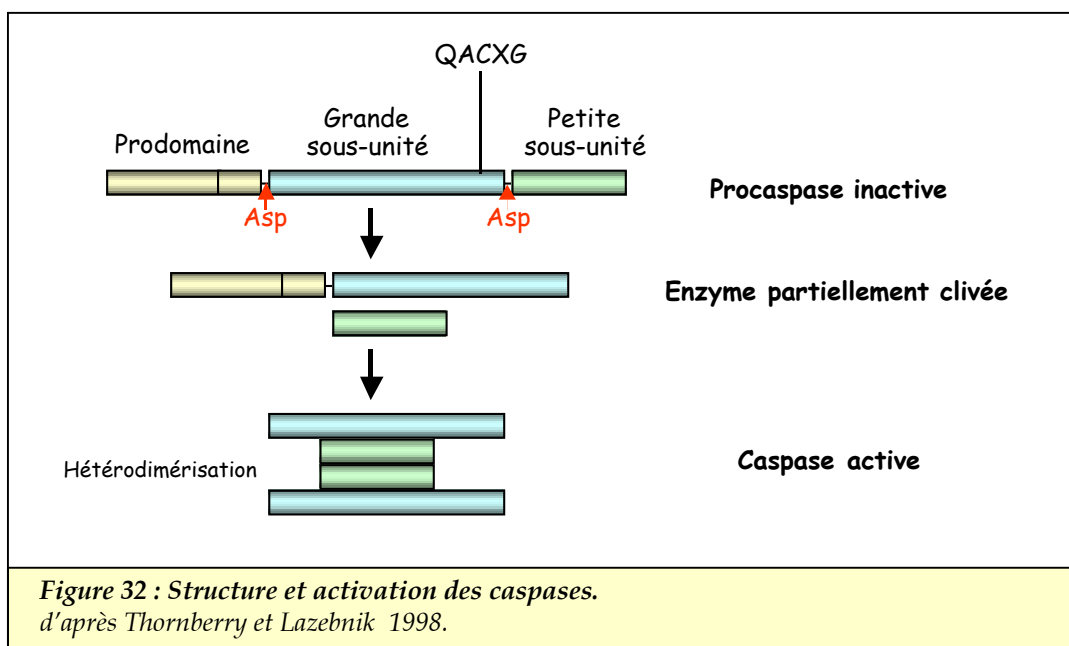 QACXG
Prodomaine
Grande
sous-unité
Petite
sous-unité
Procaspase inactive
Asp
Asp
Enzyme partiellement clivée
Hétérodimérisation
Caspase active
Figure 32 : Structure et activation des caspases.
d'après Thornberry et Lazebnik 1998.